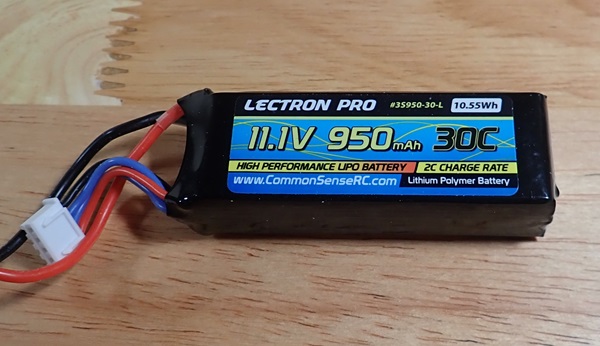 LECTRON PRO #3S950-30-L 10.55Wh
11.1V 950mAh 30C
HIGH PERFORMANCE LIPO BATTERY 2C CHARGE RATE
www.CommonSenseRC.com Lithium Polymer Battery